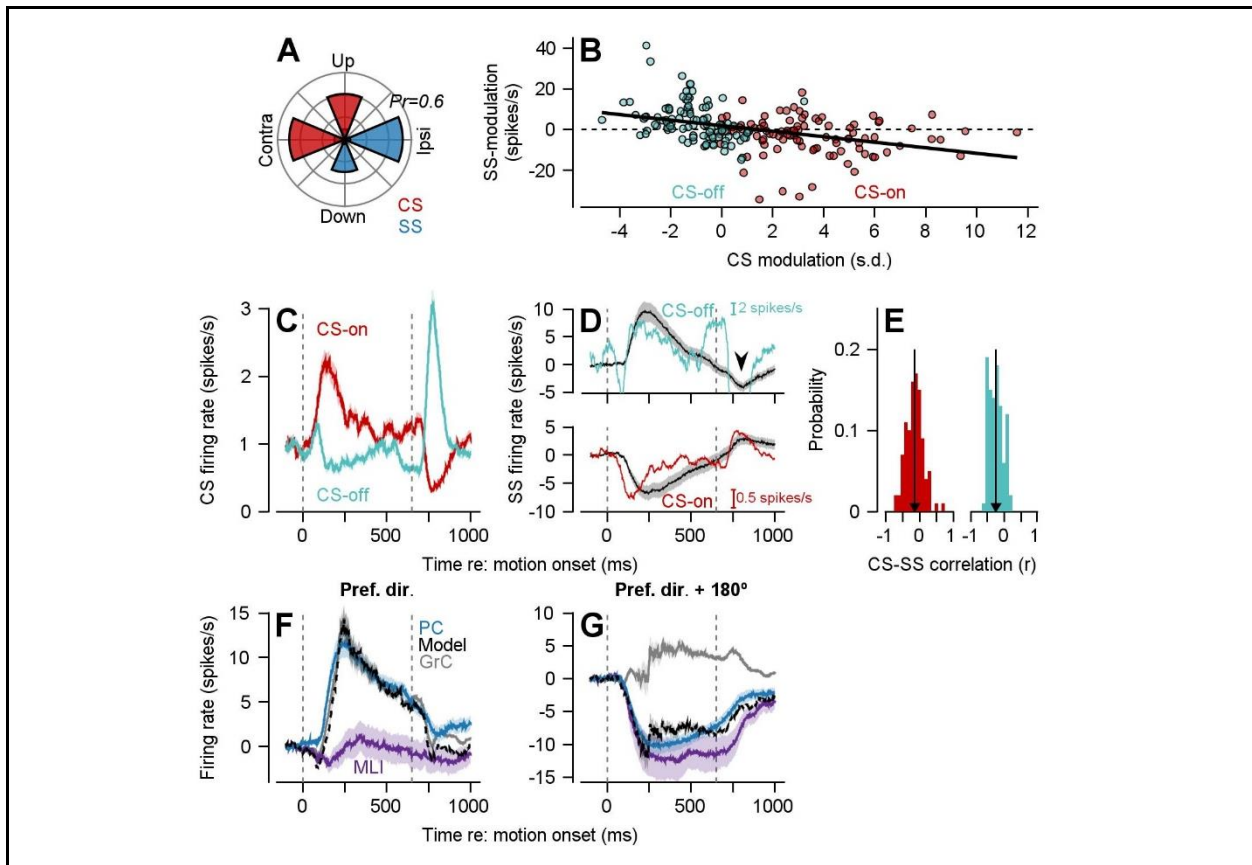 A
Up
Pr=0.6
Contra
Ipsi
Down
CS
SS
B
SS-modulation
(spikes/s)
40
20
0
-20
CS-off
CS-on
-4 -2 0 2 4 6 8 10 12
CS modulation (s.d.)
C
CS firing rate (spikes/s)
3
2
1
0
CS-on
CS-off
0 500 1000
D
SS firing rate (spikes/s)
10
5
0
-5
CS-off
2 spikes/s
5
0
-5
-10
CS-on
0.5 spikes/s
0 500 1000
Time re: motion onset (ms)
E
Probability
0.2
0.1
0
-1 0 1 -1 0 1
CS-SS correlation (r)
Pref. dir.
F
Firing rate (spikes/s)
15
10
5
0
PC
Model
GrC
MLI
0 500 1000
Pref. dir. + 180º
G
5
0
-5
-10
-15
0 500 1000
Time re: motion onset (ms)